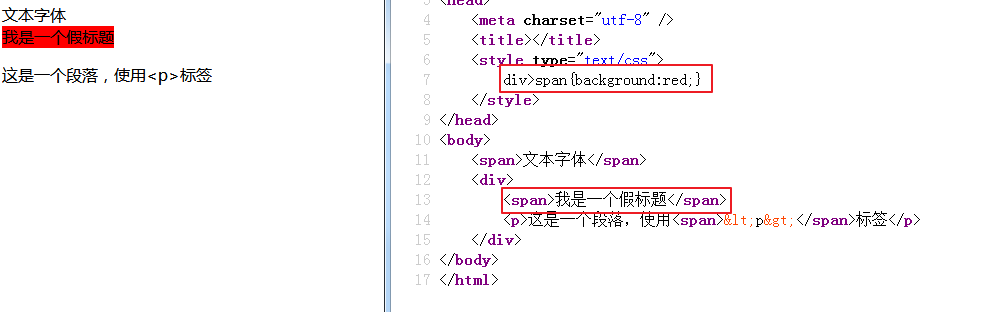 文本字体
我是一个假标题
这是一个段落，使用<p>标签
3 <head>
4 <meta charset="utf-8" />
5 <title></title>
6 <style type="text/css">
7 div>span{background:red;}
8 </style>
9 </head>
10 <body>
11 <span>文本字体</span>
12 <div>
13 <span>我是一个假标题</span>
14 <p>这是一个段落，使用<span>&lt;p&gt;</span>标签</p>
15 </div>
16 </body>
17 </html>